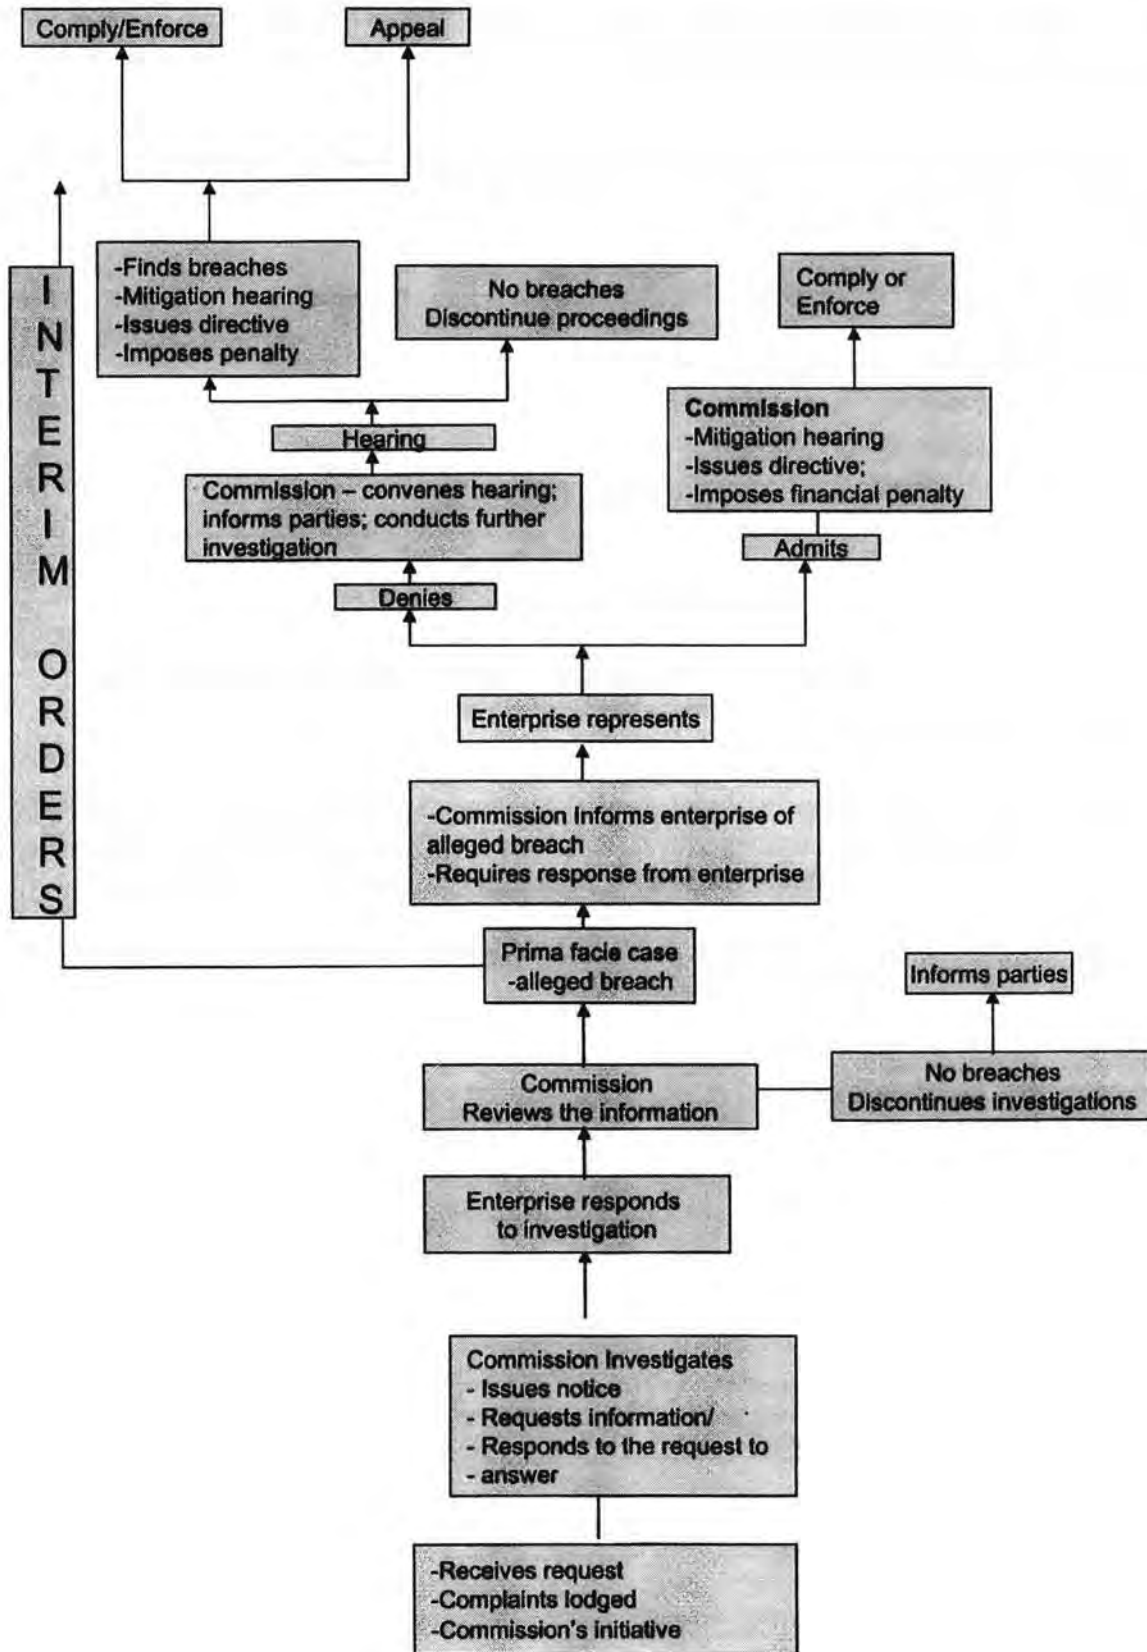 Comply/Enforce
Appeal
-Finds breaches
-Mitigation hearing
-Issues directive
-Imposes penalty
No breaches
Discontinue proceedings
Comply or
Enforce
INTERIM ORDERS
Hearing
Commission
-Mitigation hearing
-Issues directive;
-Imposes financial penalty
Commission – convenes hearing;
informs parties; conducts further
investigation
Admits
Denies
Enterprise represents
-Commission Informs enterprise of
alleged breach
-Requires response from enterprise
Prima facie case
-alleged breach
Informs parties
Commission
Reviews the information
No breaches
Discontinues investigations
Enterprise responds
to investigation
Commission Investigates
- Issues notice
- Requests information/
- Responds to the request to
- answer
-Receives request
-Complaints lodged
-Commission's initiative